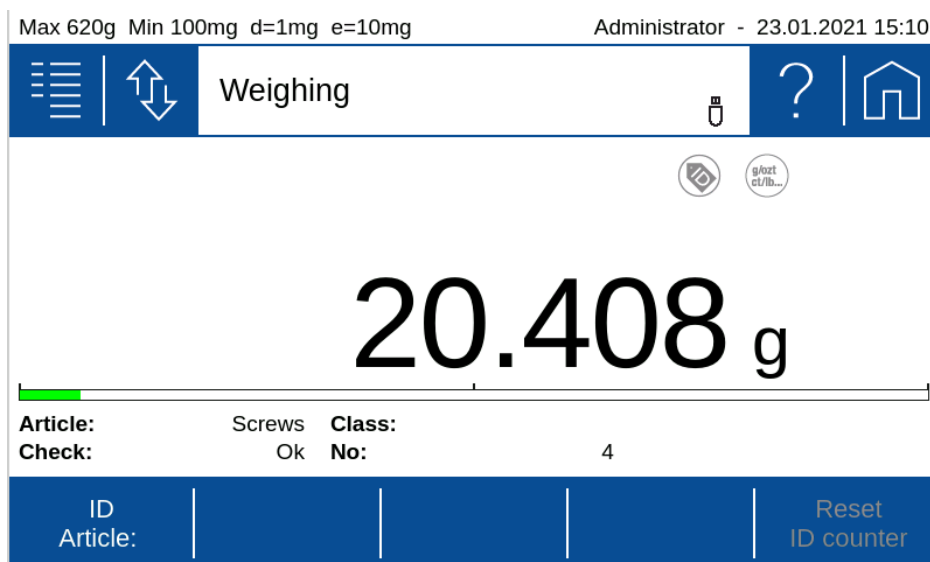 Max 620g Min 100mg d=1mg e=10mg Administrator - 23.01.2021 15:10
Weighing ?
ID g/ozt
ct/lb...
20.408 g
Article: Screws Class:
Check: Ok No: 4
ID Reset
Article: ID counter